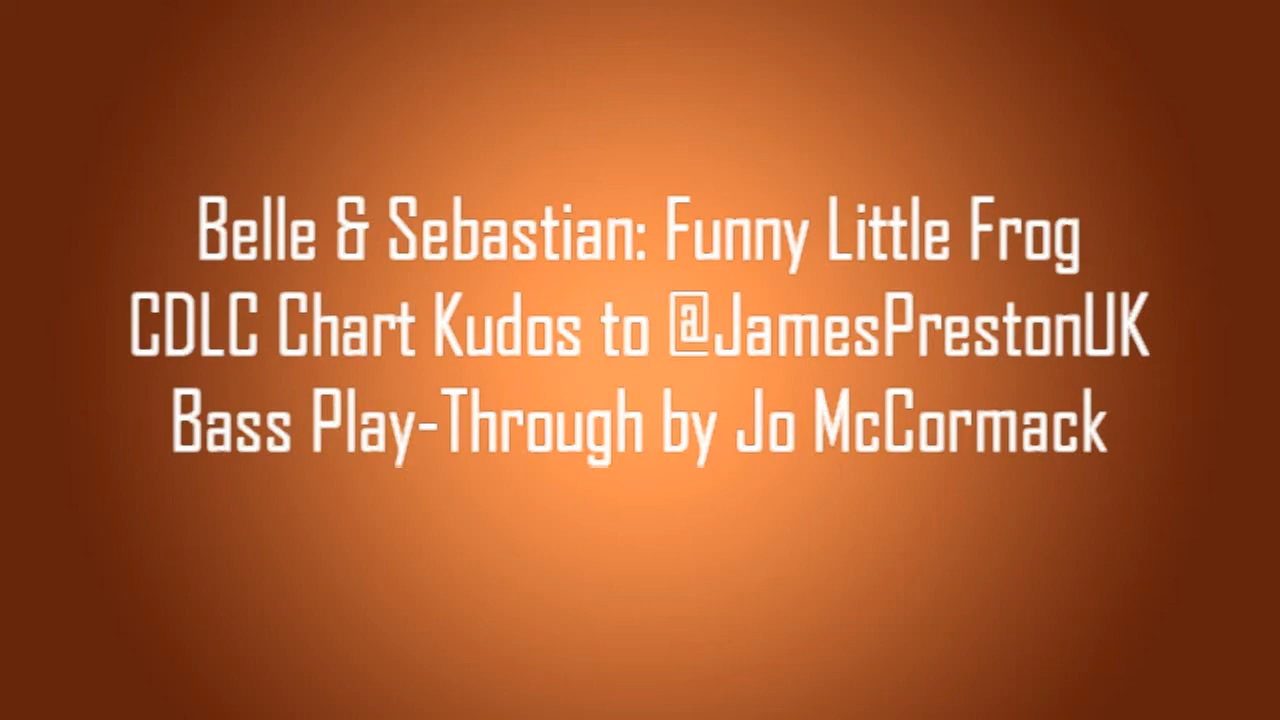 Belle & Sebastian: Funny Little Frog
CDLC Chart Kudos to @JamesPrestonUK
Bass Play-Through by Jo McCormack